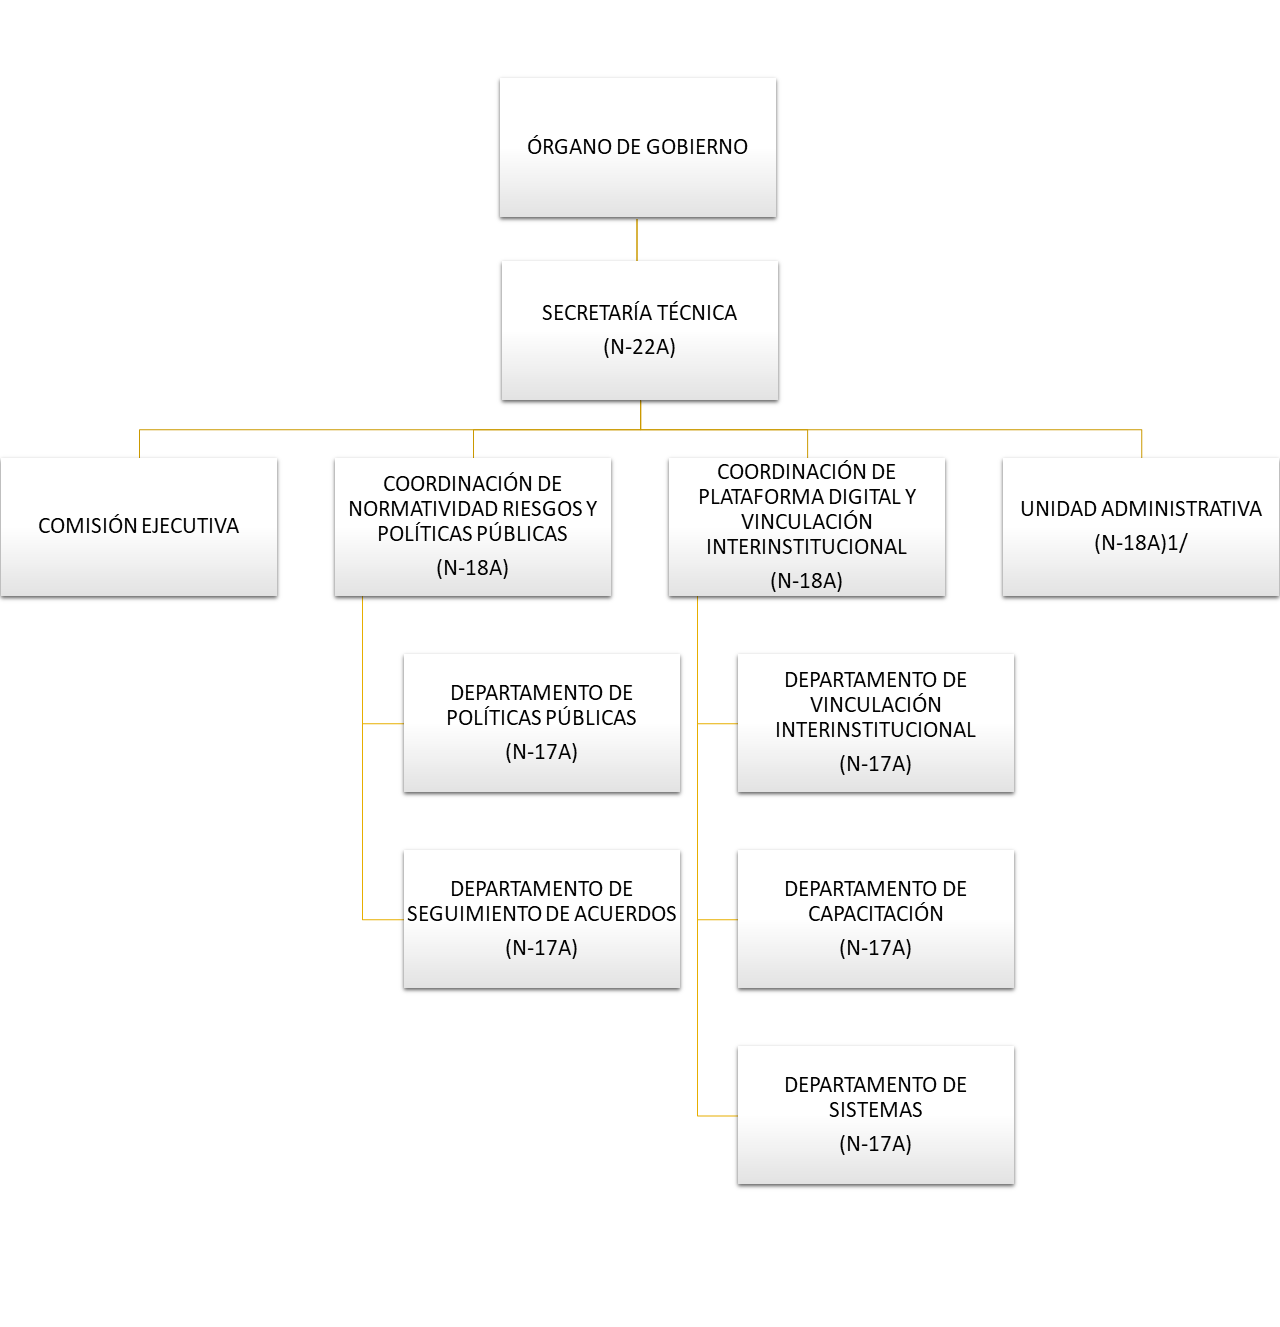 ÓRGANO DE GOBIERNO
SECRETARÍA TÉCNICA
(N-22A)
COMISIÓN EJECUTIVA
COORDINACIÓN DE
NORMATIVIDAD RIESGOS Y
POLÍTICAS PÚBLICAS
(N-18A)
COORDINACIÓN DE
PLATAFORMA DIGITAL Y
VINCULACIÓN
INTERINSTITUCIONAL
(N-18A)
UNIDAD ADMINISTRATIVA
(N-18A)1/
DEPARTAMENTO DE
POLÍTICAS PÚBLICAS
(N-17A)
DEPARTAMENTO DE
VINCULACIÓN
INTERINSTITUCIONAL
(N-17A)
DEPARTAMENTO DE
SEGUIMIENTO DE ACUERDOS
(N-17A)
DEPARTAMENTO DE
CAPACITACIÓN
(N-17A)
DEPARTAMENTO DE
SISTEMAS
(N-17A)